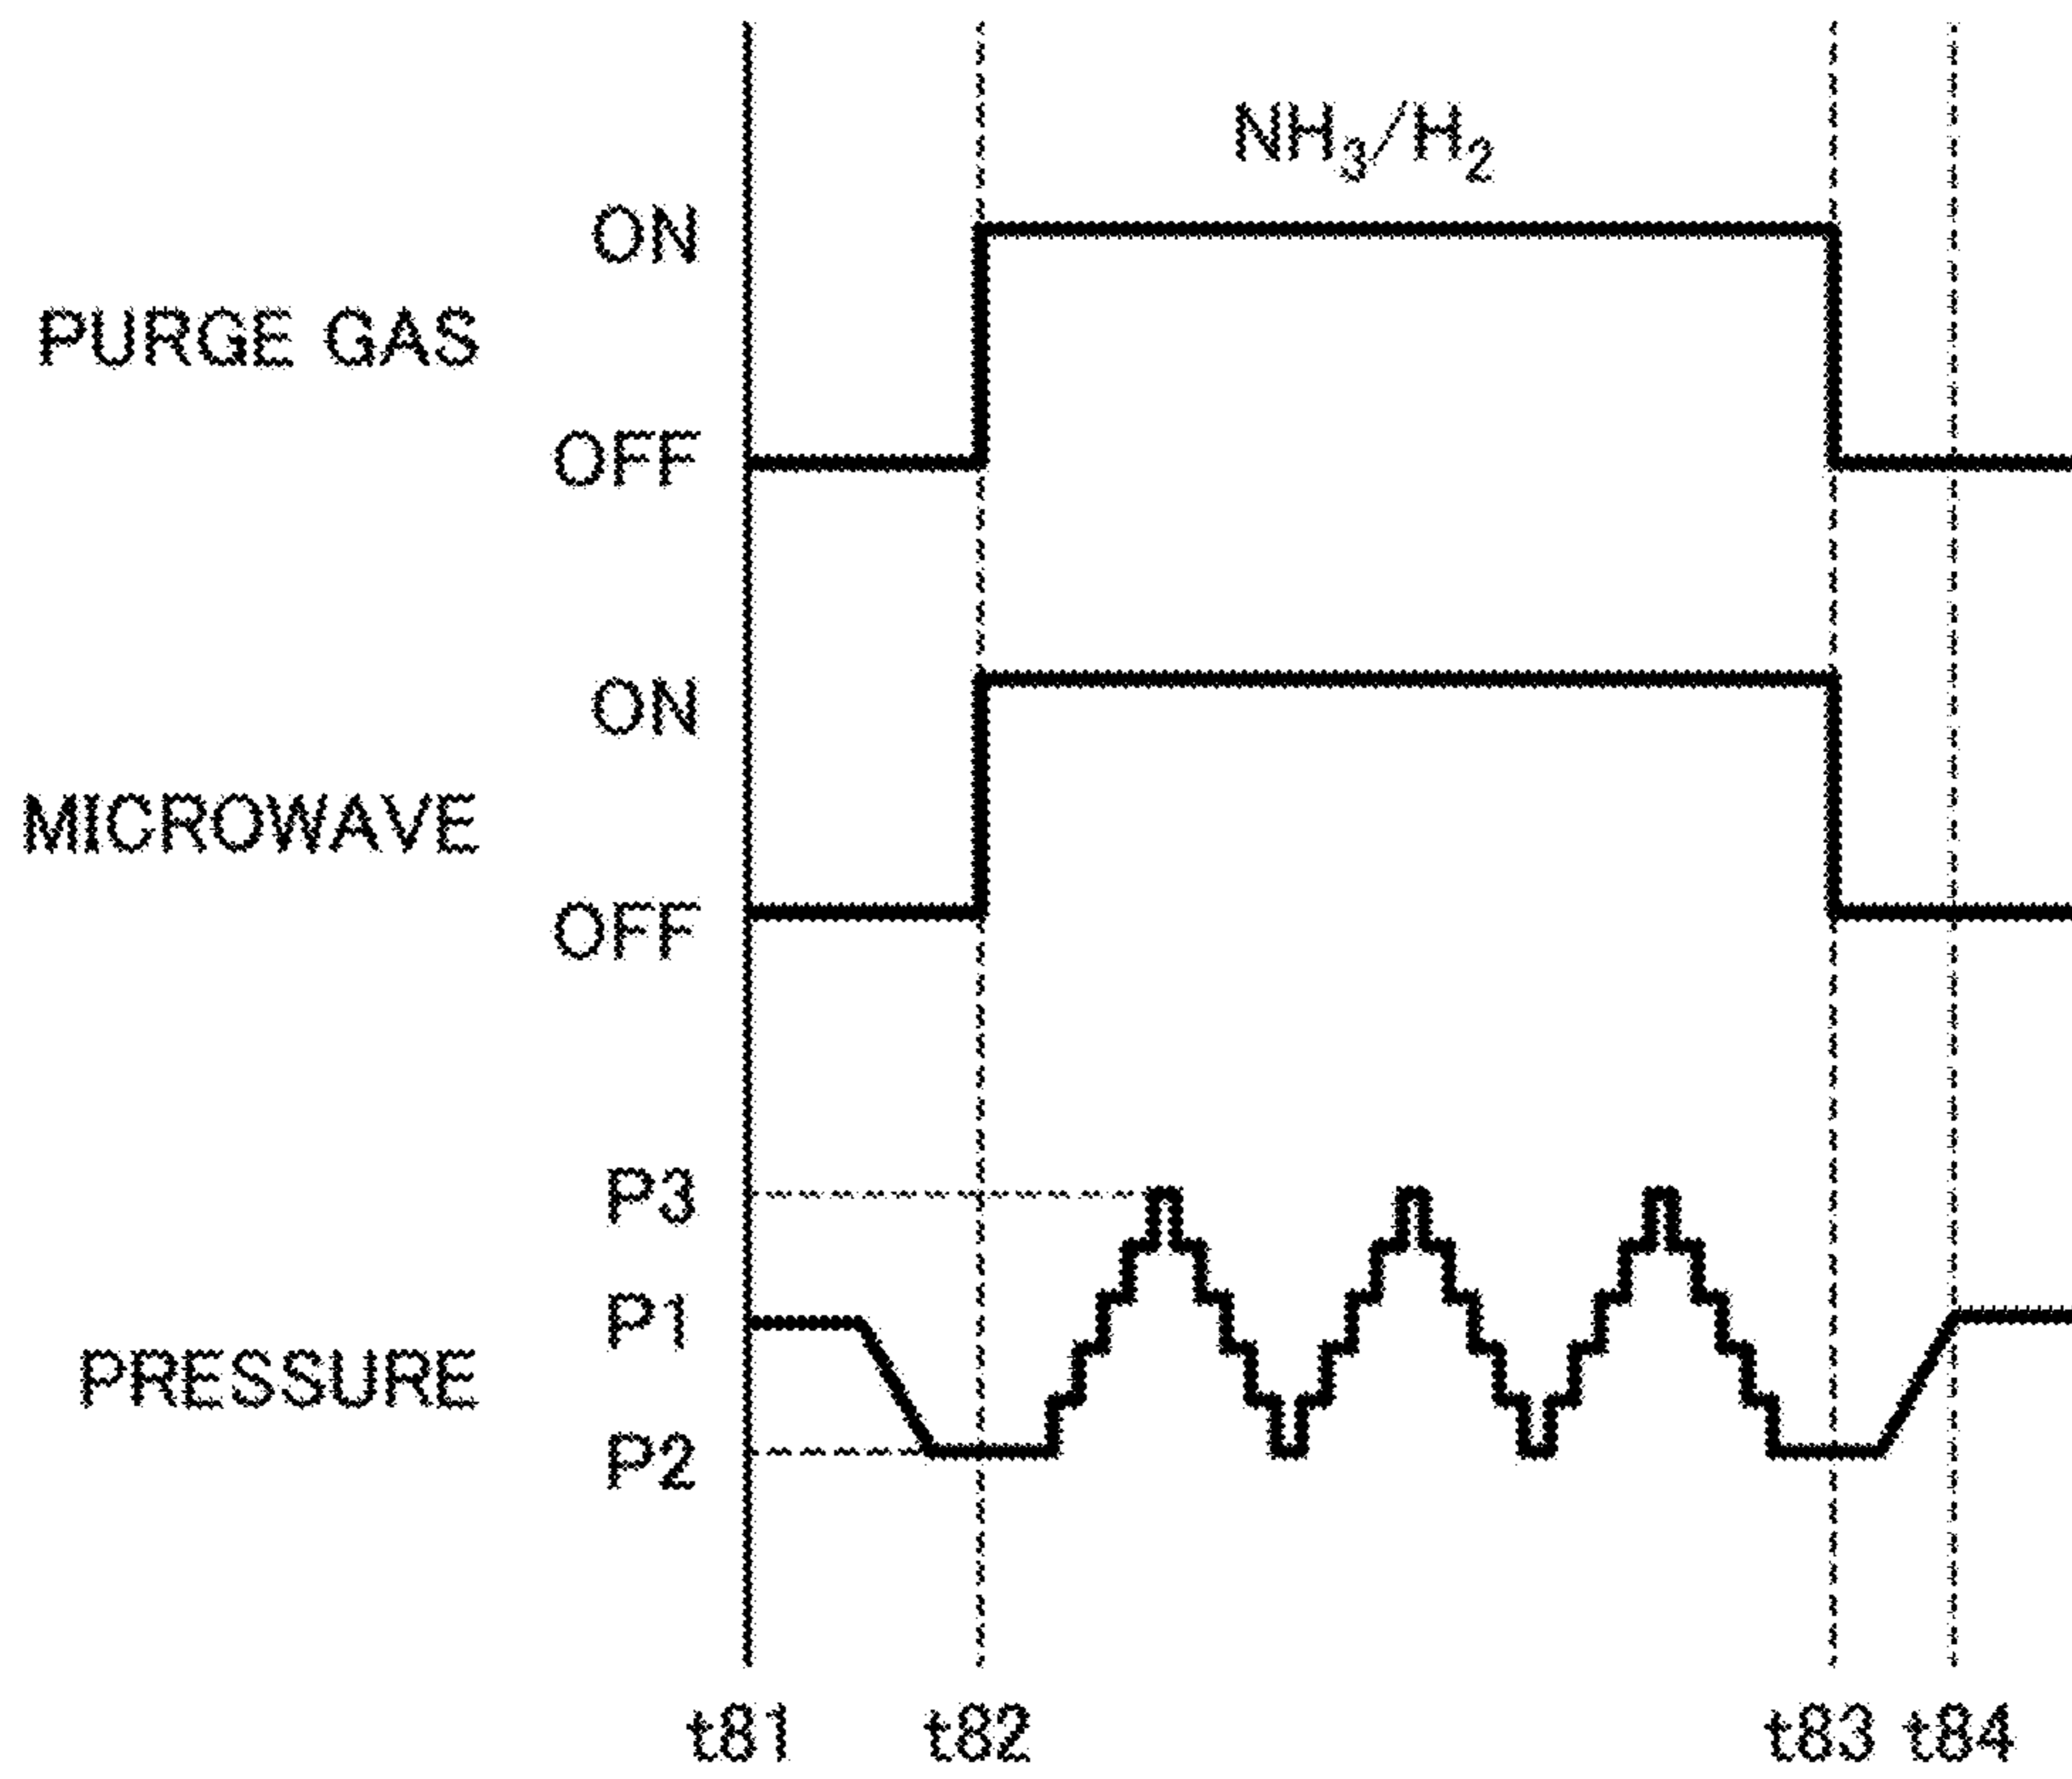 NH3/H2
ON
PURGE GAS
OFF
ON
MICROWAVE
OFF
P3
P1
PRESSURE
P2
t81 t82 t83 t84